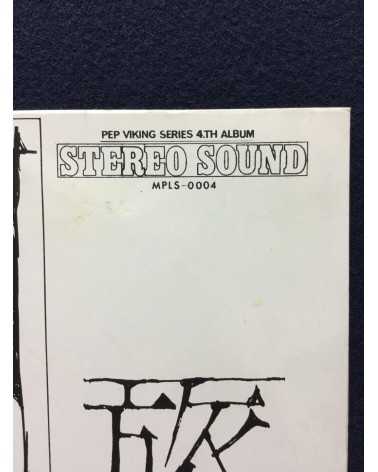 PEP VIKING SERIES 4.TH ALBUM
STEREO SOUND
MPLS-0004